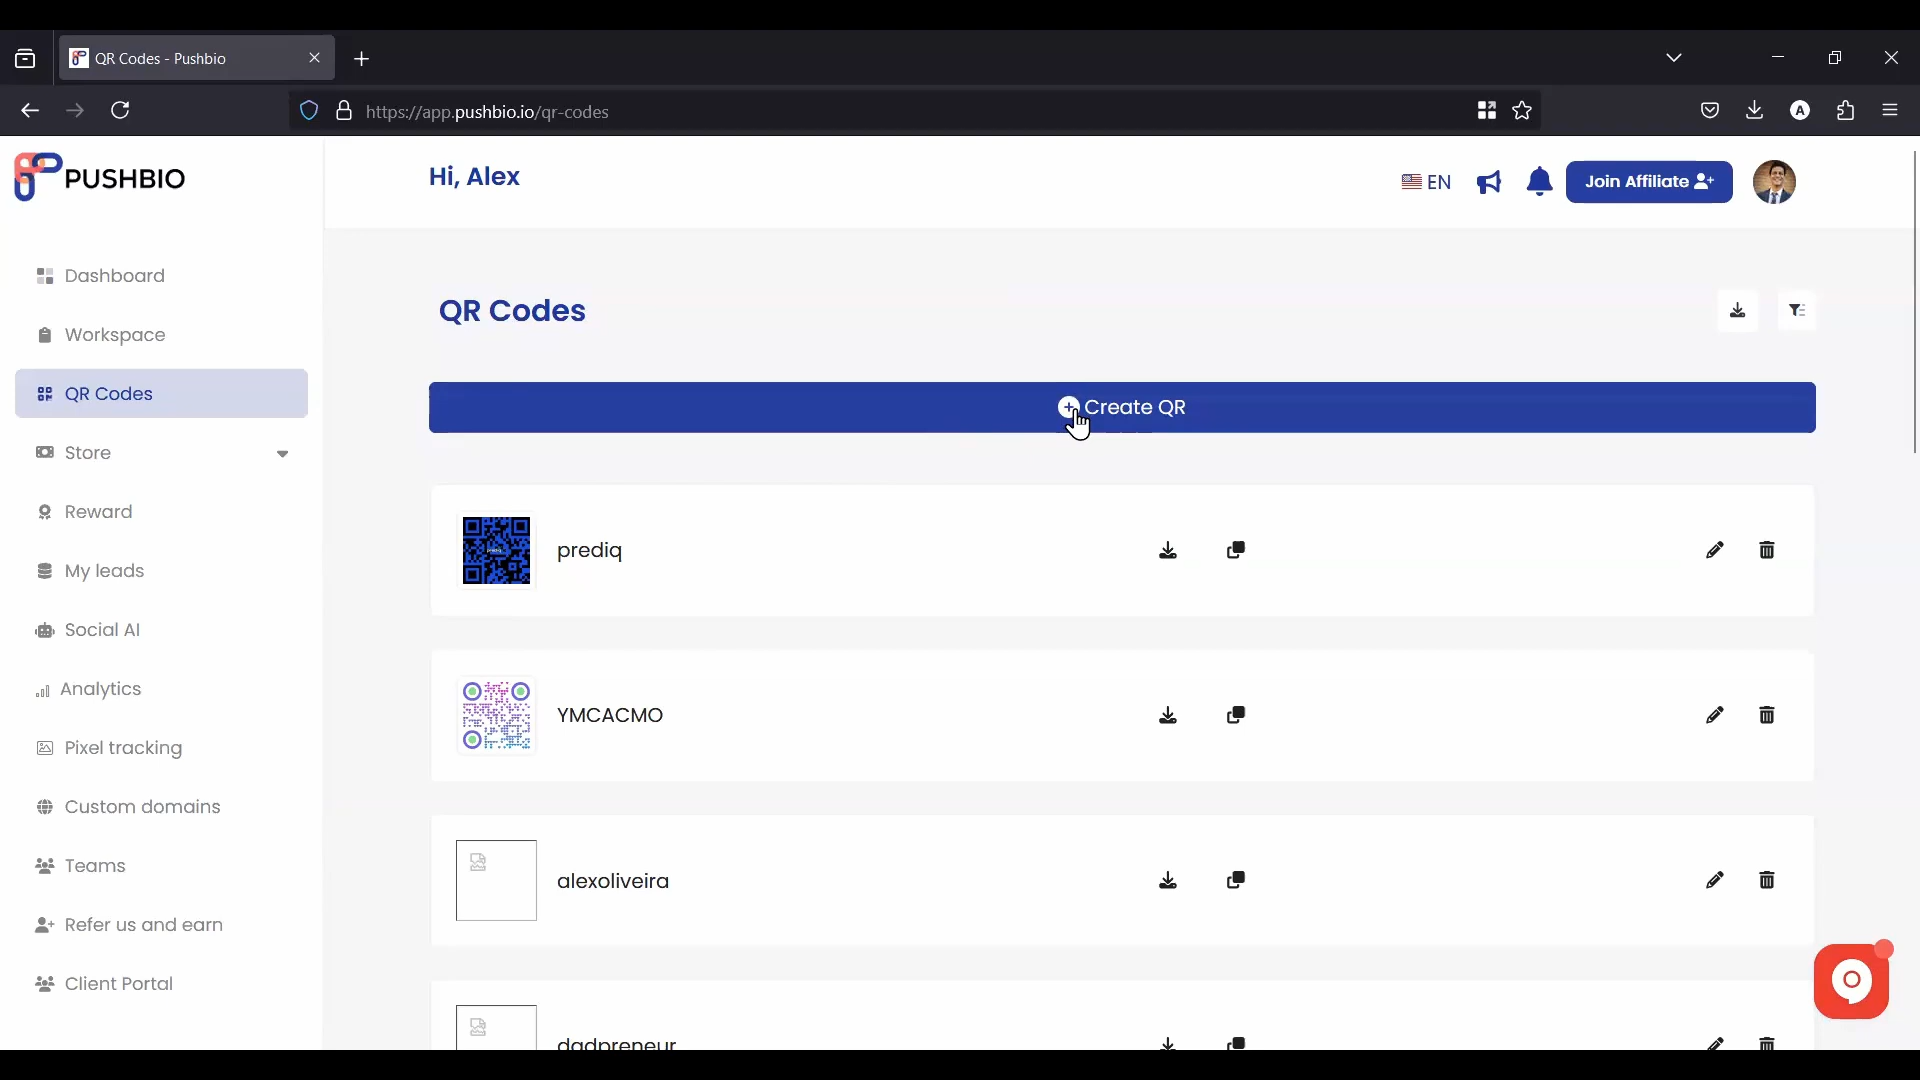 QR Codes - Pushbio
https://app.pushbio.io/qr-codes
PUSHBIO
Hi, Alex
EN
Join Affiliate
Dashboard
Workspace
QR Codes
Store
Reward
My leads
Social AI
Analytics
Pixel tracking
Custom domains
Teams
Refer us and earn
Client Portal
QR Codes
Create QR
prediq
YMCACMO
alexoliveira
dadpreneur